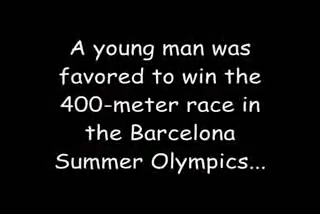 A young man was
favored to win the
400-meter race in
the Barcelona
Summer Olympics...